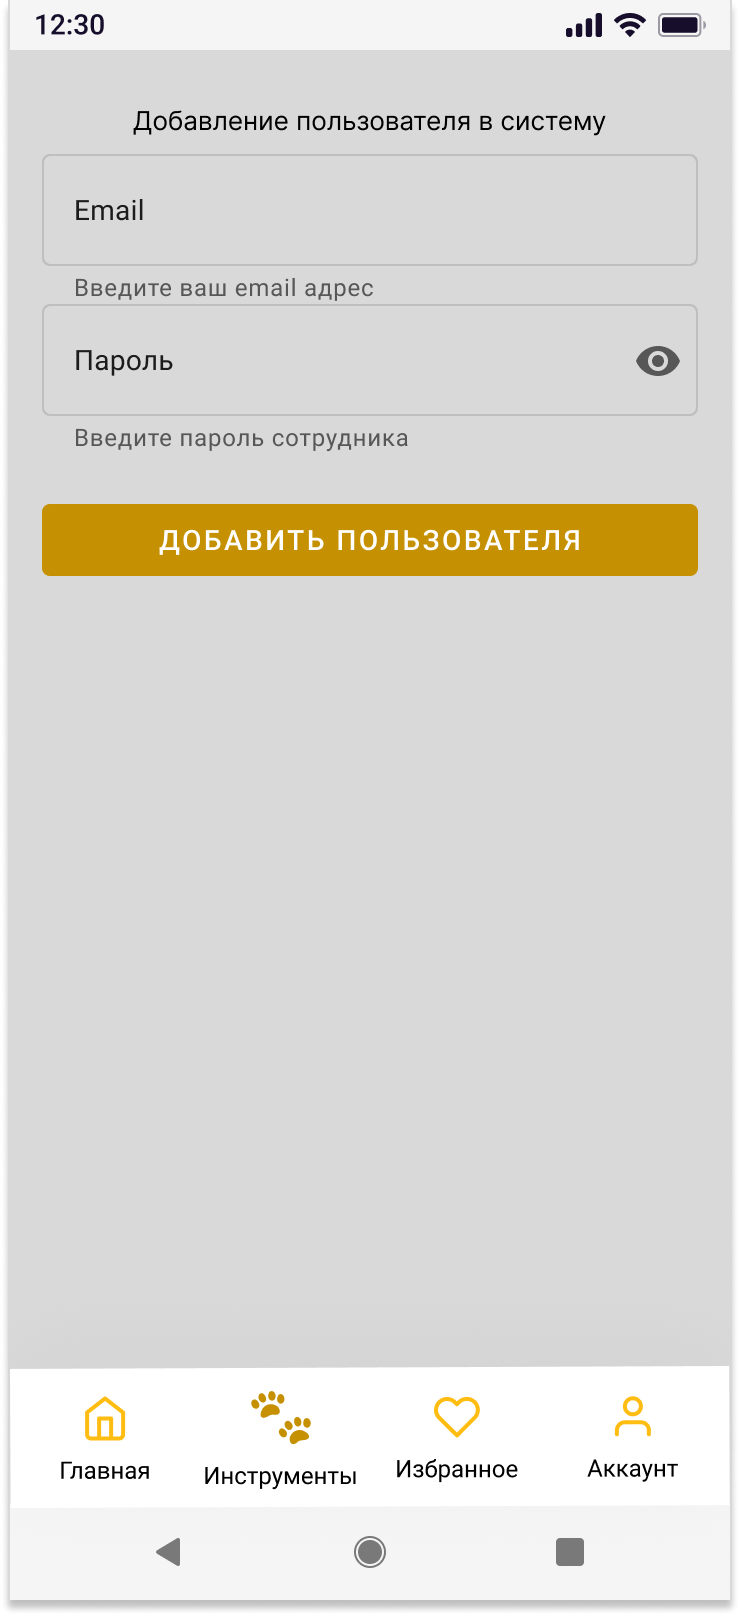 12:30
Добавление пользователя в систему
Email
Введите ваш email адрес
Пароль
Введите пароль сотрудника
ДОБАВИТЬ ПОЛЬЗОВАТЕЛЯ
Главная
Инструменты
Избранное
Аккаунт